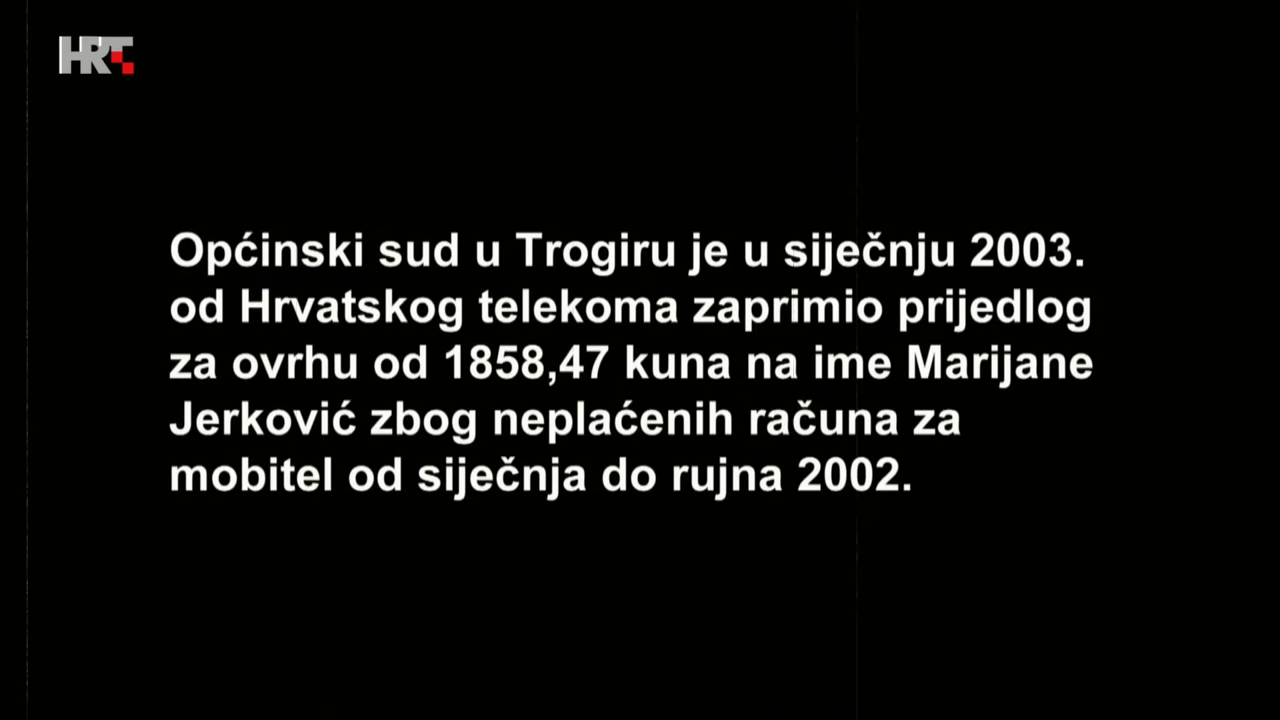 HRT
Općinski sud u Trogiru je u siječnju 2003.
od Hrvatskog telekoma zaprimio prijedlog
za ovrhu od 1858,47 kuna na ime Marijane
Jerković zbog neplaćenih računa za
mobitel od siječnja do rujna 2002.